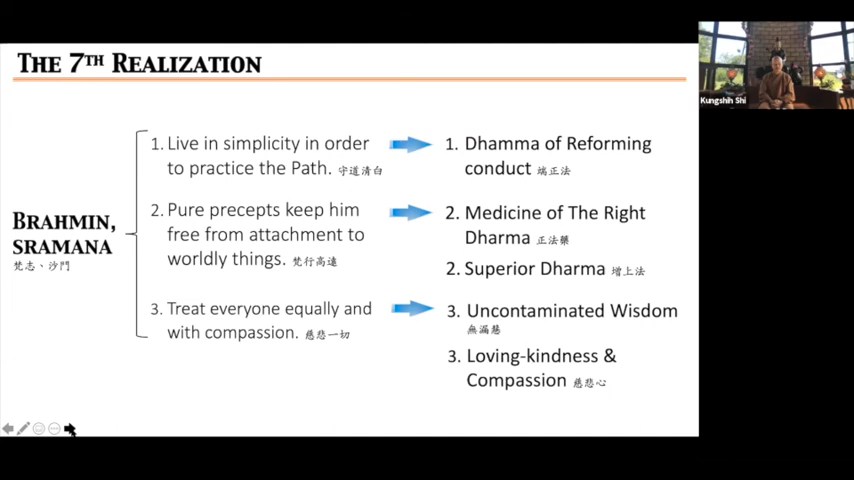 THE 7TH REALIZATION
Kungshih Shi
BRAHMIN,
SRAMANA
梵志、沙門
1. Live in simplicity in order
to practice the Path. 守道清白
2. Pure precepts keep him
free from attachment to
worldly things. 梵行高遠
3. Treat everyone equally and
with compassion. 慈悲一切
1. Dhamma of Reforming
conduct 端正法
2. Medicine of The Right
Dharma 正法藥
2. Superior Dharma 增上法
3. Uncontaminated Wisdom
無漏慧
3. Loving-kindness &
Compassion 慈悲心